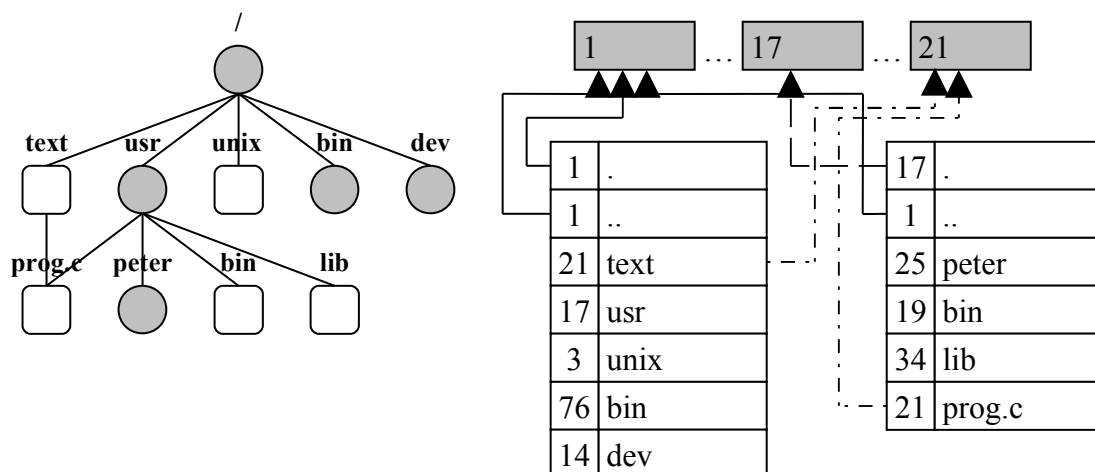 /
text usr unix bin dev
prog.c peter bin lib
1 … 17 … 21
1 .
1 ..
21 text
17 usr
3 unix
76 bin
14 dev
17 .
1 ..
25 peter
19 bin
34 lib
21 prog.c